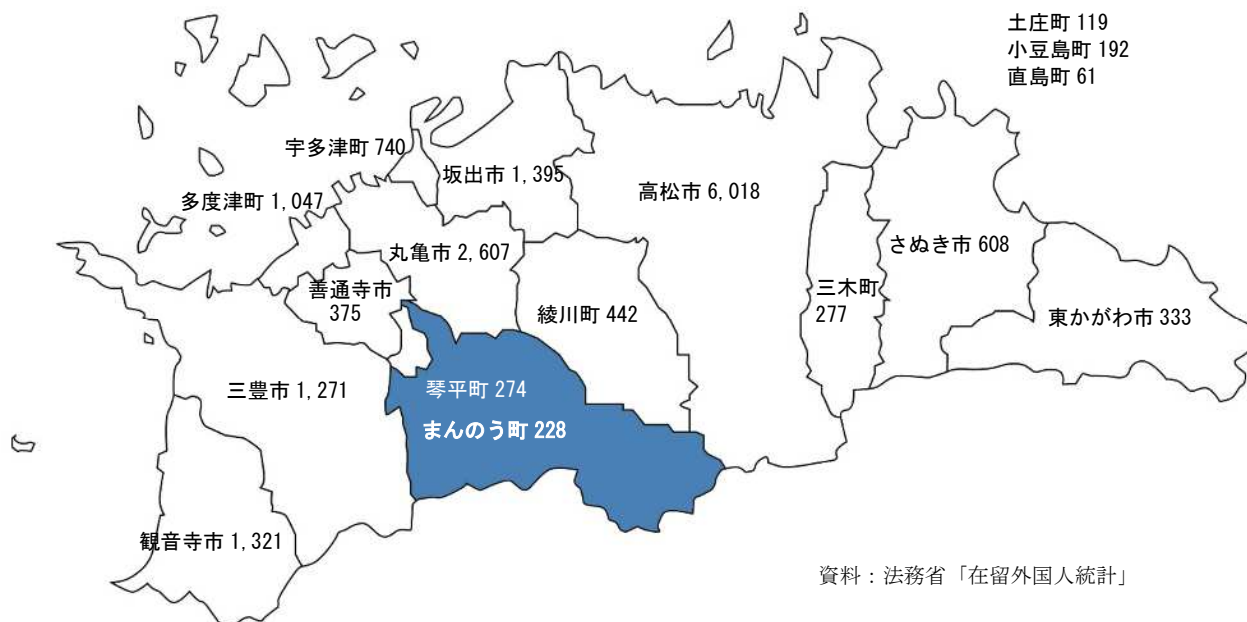 土庄町 119
小豆島町 192
直島町 61
宇多津町 740
坂出市 1,395
多度津町 1,047
高松市 6,018
丸亀市 2,607
さぬき市 608
善通寺市
375
綾川町 442
三木町
277
東かがわ市 333
三豊市 1,271
琴平町 274
まんのう町 228
観音寺市 1,321
資料：法務省「在留外国人統計」